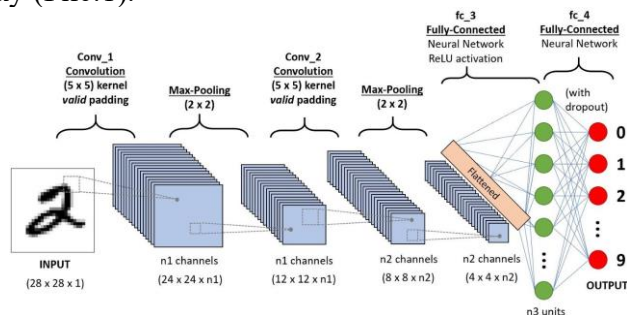 fc_3
Fully-Connected
Neural Network
ReLU activation
fc_4
Fully-Connected
Neural Network
Conv_1
Convolution
(5 x 5) kernel
valid padding
Max-Pooling
(2 x 2)
Conv_2
Convolution
(5 x 5) kernel
valid padding
Max-Pooling
(2 x 2)
(with
dropout)
Flattened
0
1
2
9
INPUT
(28 x 28 x 1)
n1 channels
(24 x 24 x n1)
n1 channels
(12 x 12 x n1)
n2 channels
(8 x 8 x n2)
n2 channels
(4 x 4 x n2)
OUTPUT
n3 units